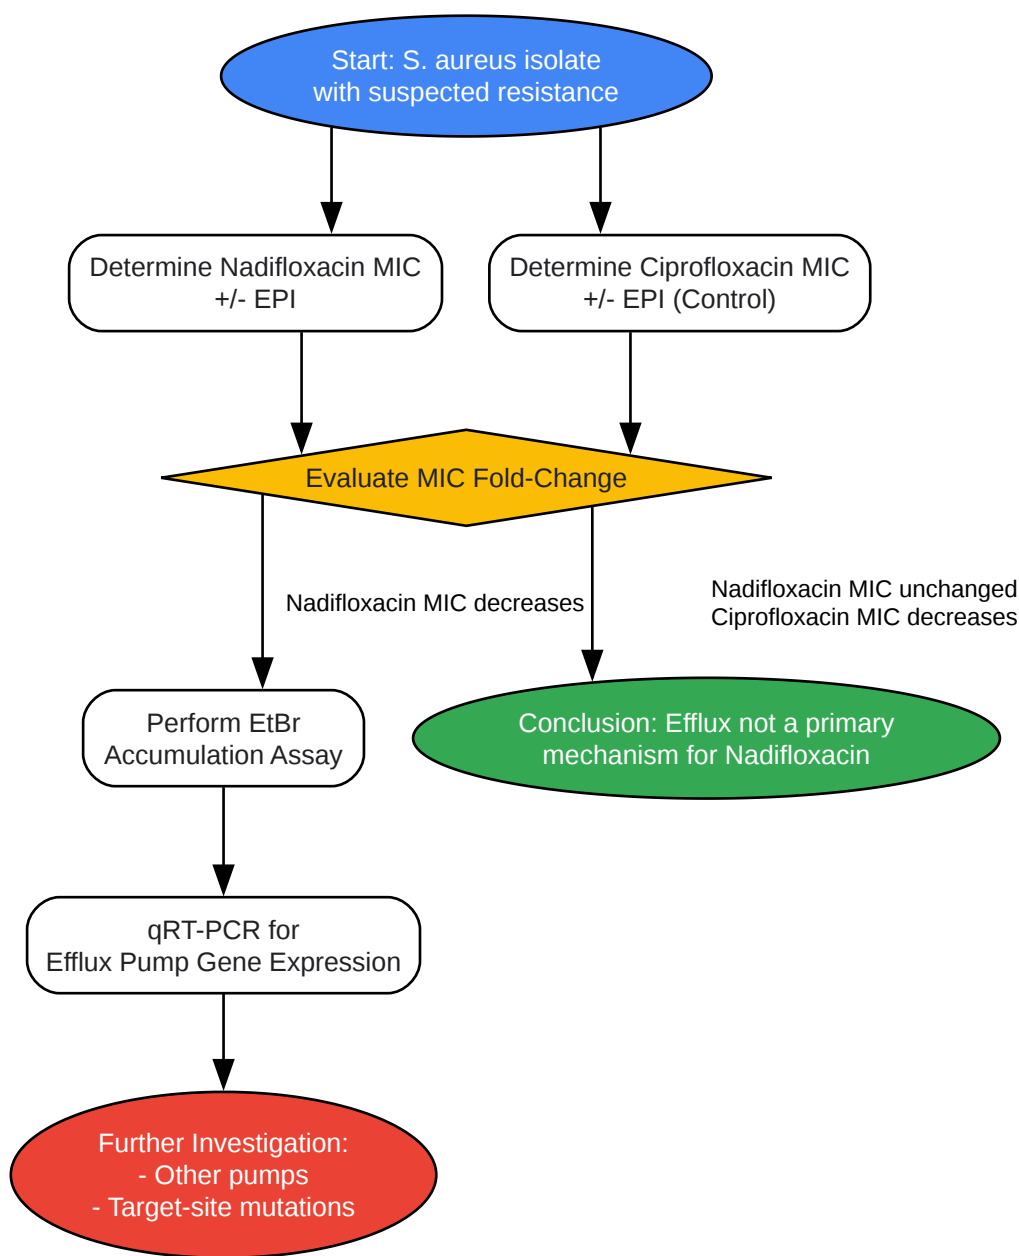 Start: S. aureus isolate
with suspected resistance
Determine Nadifloxacin MIC
+/- EPI
Determine Ciprofloxacin MIC
+/- EPI (Control)
Evaluate MIC Fold-Change
Nadifloxacin MIC decreases
Nadifloxacin MIC unchanged
Ciprofloxacin MIC decreases
Perform EtBr
Accumulation Assay
Conclusion: Efflux not a primary
mechanism for Nadifloxacin
qRT-PCR for
Efflux Pump Gene Expression
Further Investigation:
- Other pumps
- Target-site mutations